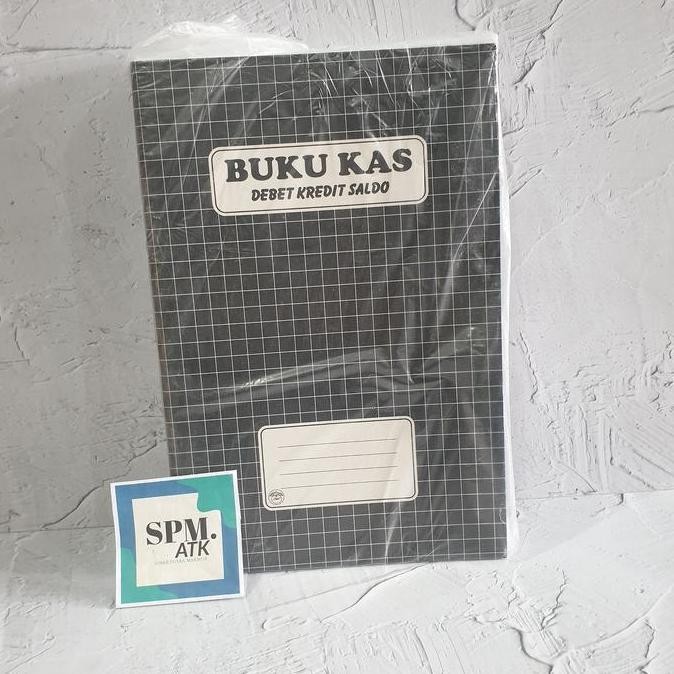 BUKU KAS
DEBET KREDIT SALDO
SPM.
ATK